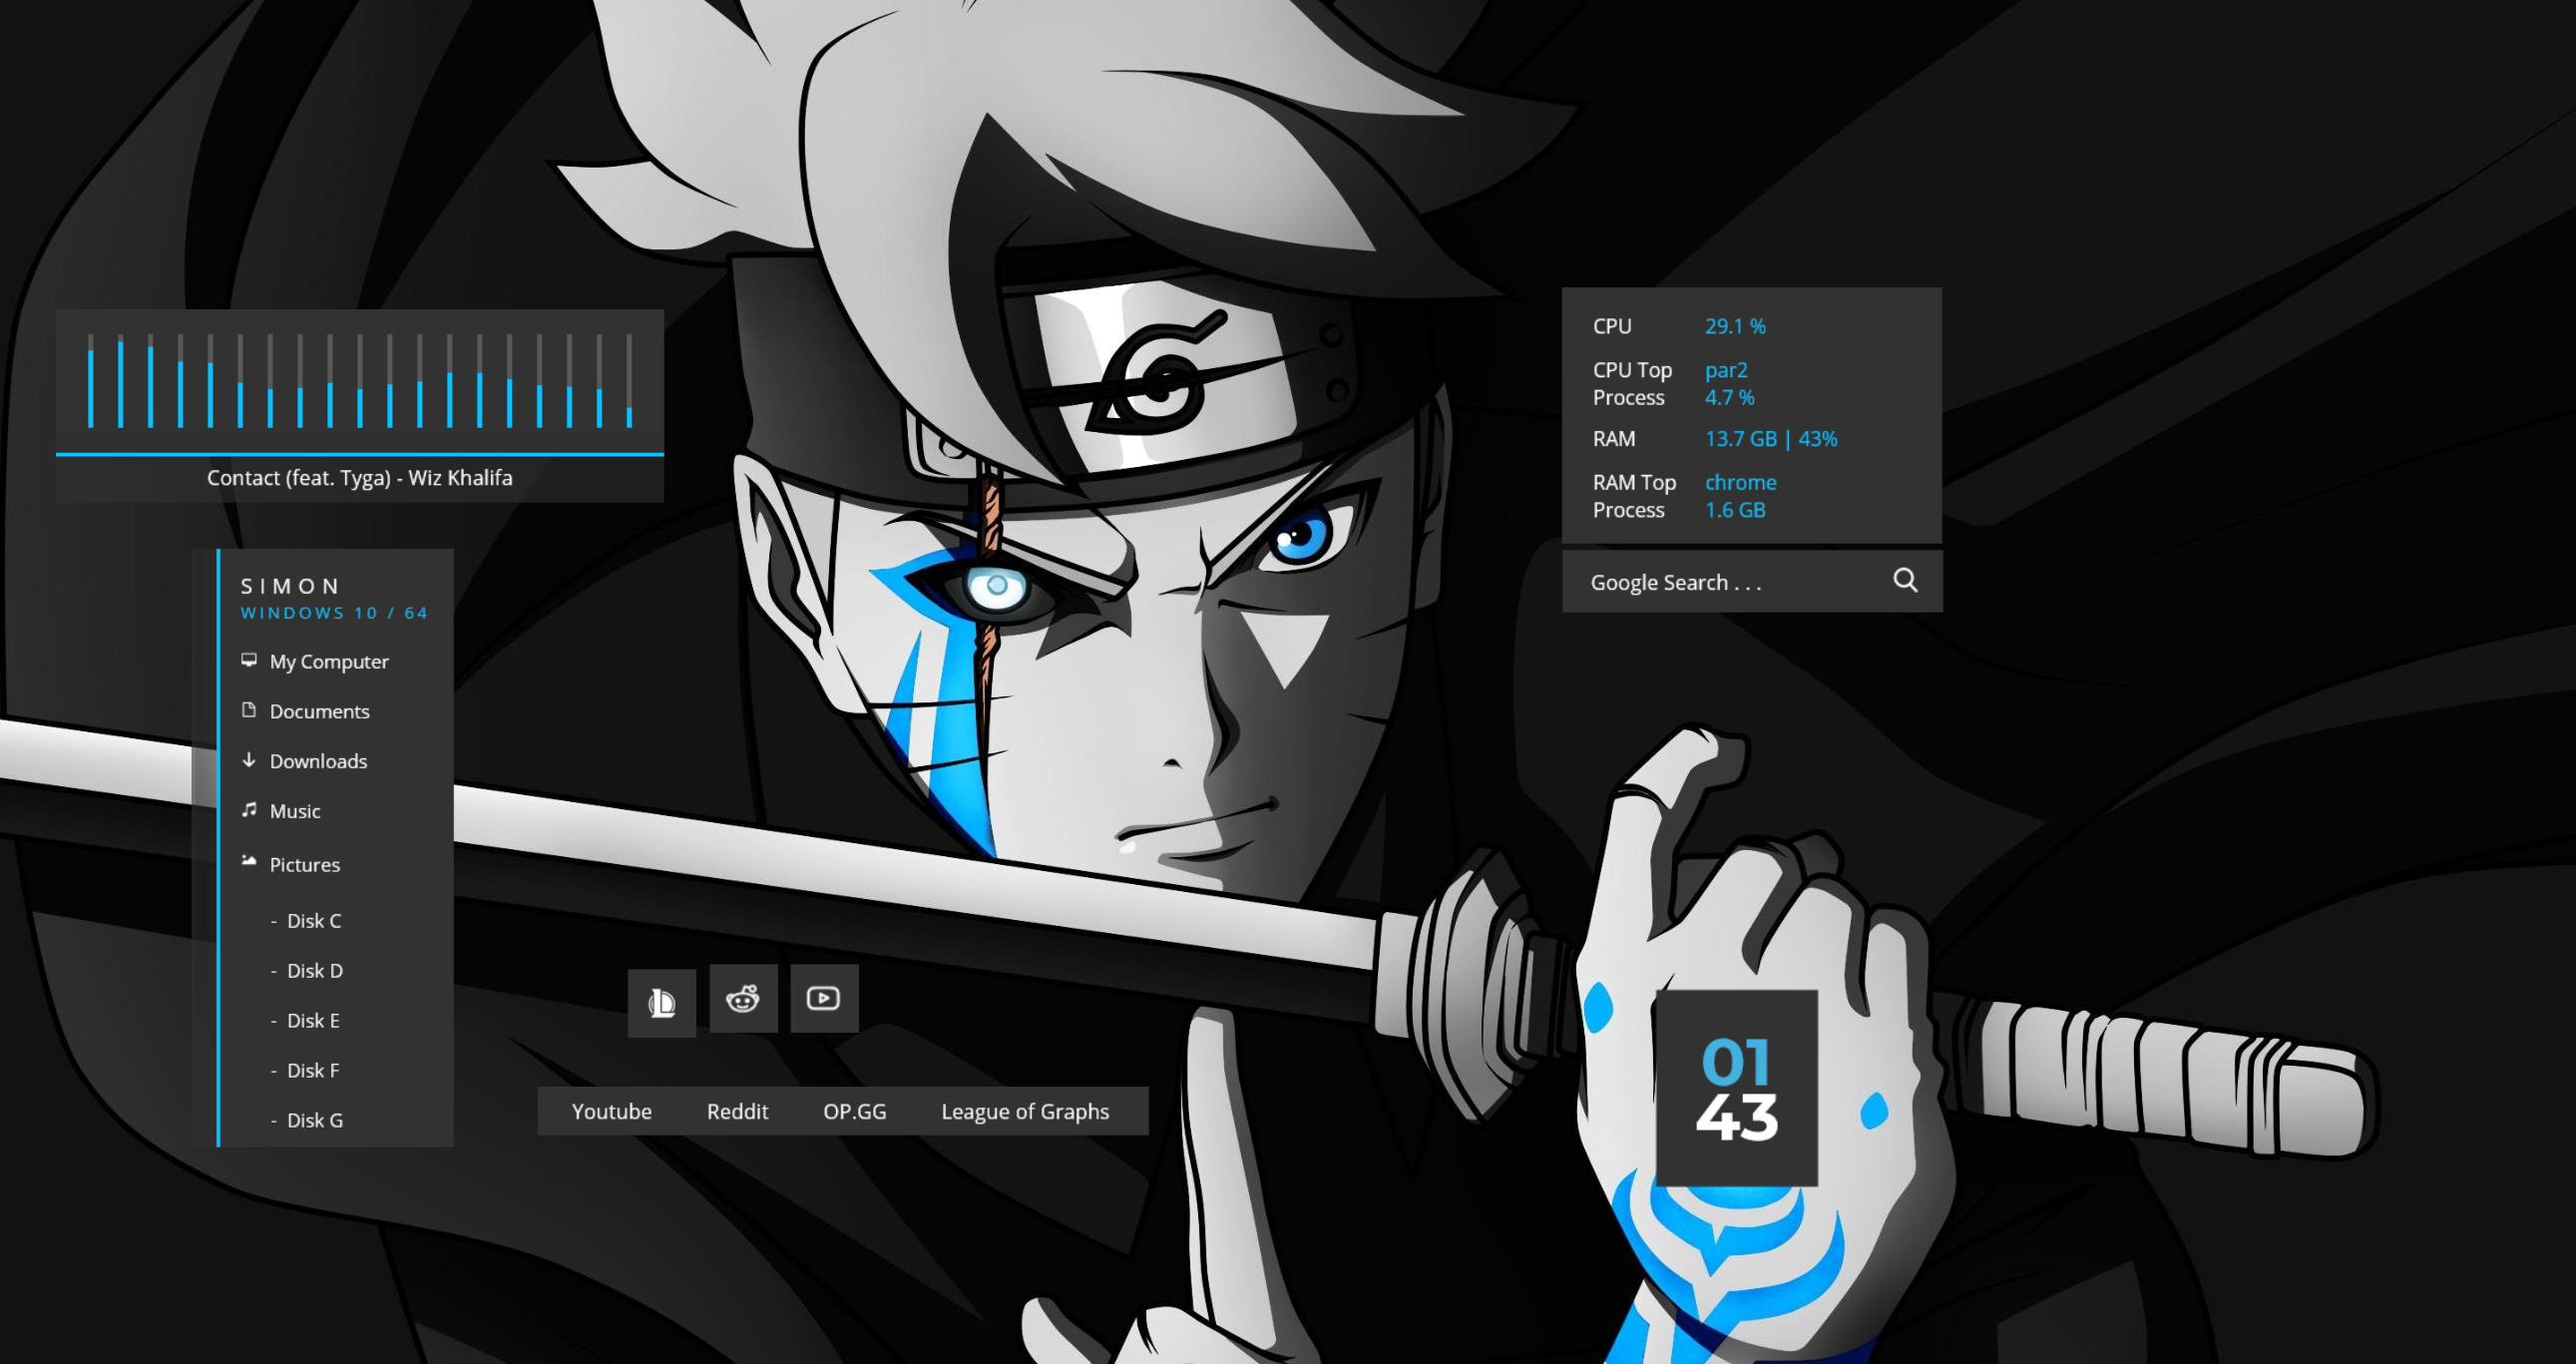 Contact (feat. Tyga) - Wiz Khalifa
SIMON
WINDOWS 10 / 64
My Computer
Documents
Downloads
Music
Pictures
- Disk C
- Disk D
- Disk E
- Disk F
- Disk G
Youtube Reddit OP.GG League of Graphs
CPU 29.1 %
CPU Top par2
Process 4.7 %
RAM 13.7 GB | 43%
RAM Top chrome
Process 1.6 GB
Google Search . . .
01
43